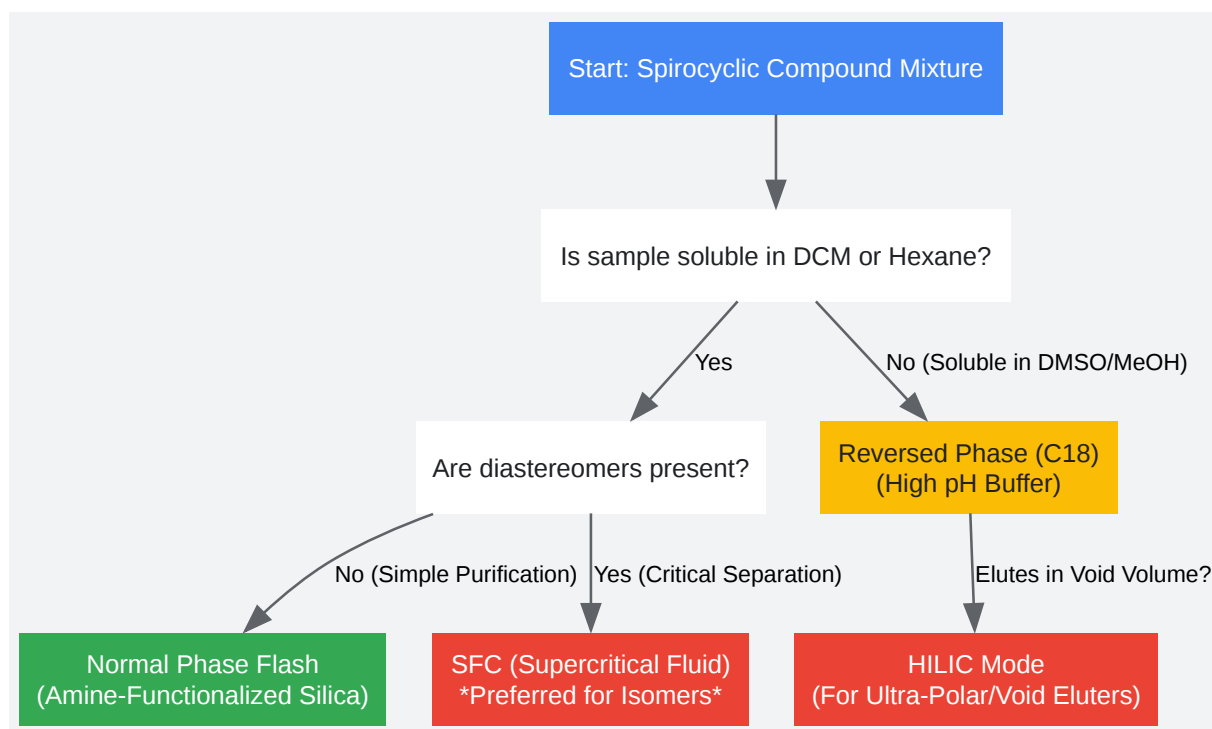 Start: Spirocyclic Compound Mixture
Is sample soluble in DCM or Hexane?
Yes
No (Soluble in DMSO/MeOH)
Are diastereomers present?
Reversed Phase (C18)
(High pH Buffer)
No (Simple Purification)
Yes (Critical Separation)
Elutes in Void Volume?
Normal Phase Flash
(Amine-Functionalized Silica)
SFC (Supercritical Fluid)
*Preferred for Isomers*
HILIC Mode
(For Ultra-Polar/Void Eluters)